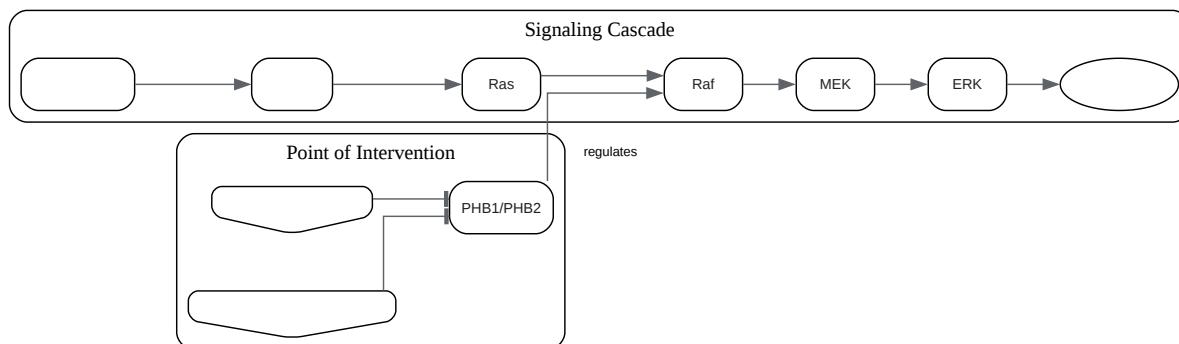 Signaling Cascade
Ras
Raf
MEK
ERK
Point of Intervention
regulates
PHB1/PHB2